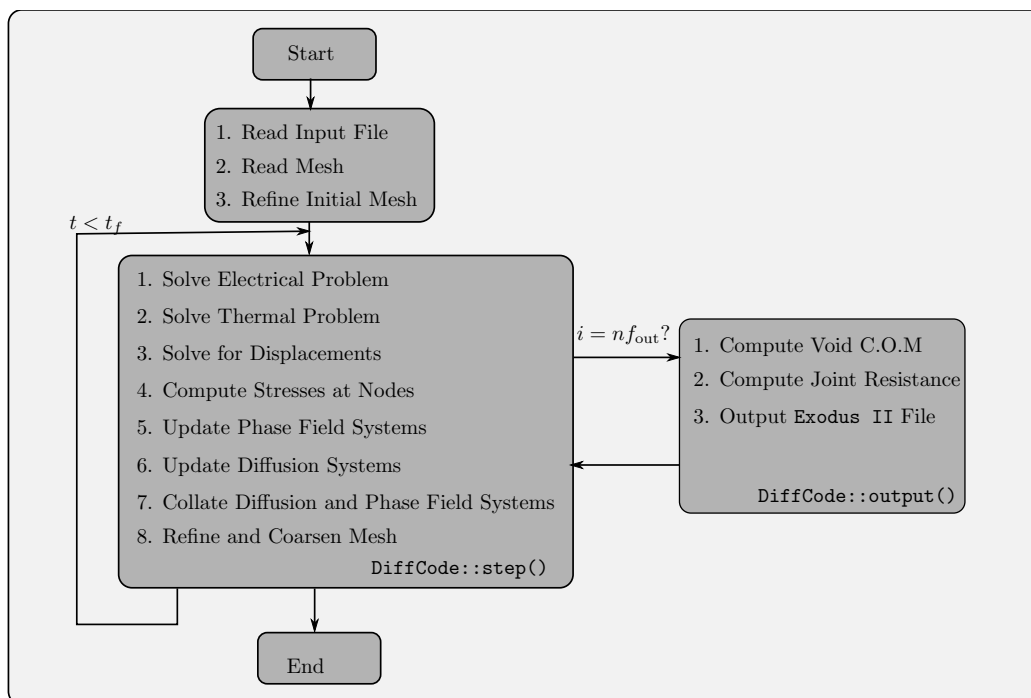 Start
1. Read Input File
2. Read Mesh
3. Refine Initial Mesh
t < t_f
1. Solve Electrical Problem
2. Solve Thermal Problem
3. Solve for Displacements
4. Compute Stresses at Nodes
5. Update Phase Field Systems
6. Update Diffusion Systems
7. Collate Diffusion and Phase Field Systems
8. Refine and Coarsen Mesh
DiffCode::step()
i = nf_out?
1. Compute Void C.O.M
2. Compute Joint Resistance
3. Output Exodus II File
DiffCode::output()
End